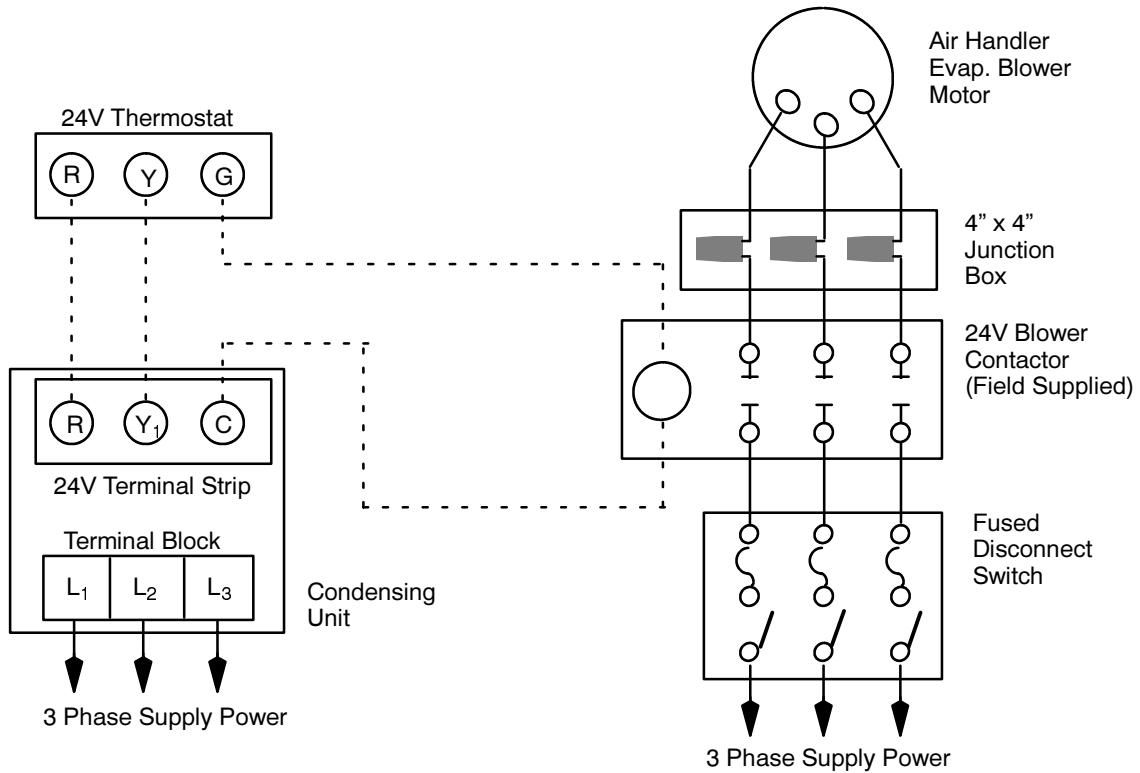 Air Handler
Evap. Blower
Motor
24V Thermostat
R Y G
4” x 4”
Junction
Box
24V Blower
Contactor
(Field Supplied)
R Y1 C
24V Terminal Strip
Terminal Block
L1 L2 L3
Condensing
Unit
3 Phase Supply Power
Fused
Disconnect
Switch
3 Phase Supply Power